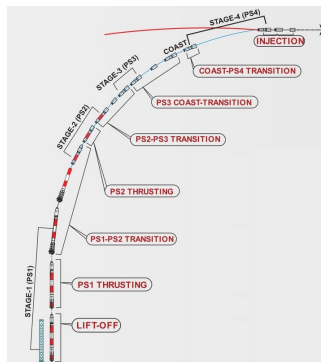 STAGE-4 (PS4)
INJECTION
COAST
COAST-PS4 TRANSITION
STAGE-3 (PS3)
PS3 COAST-TRANSITION
STAGE-2 (PS2)
PS2-PS3 TRANSITION
PS2 THRUSTING
PS1-PS2 TRANSITION
STAGE-1 (PS1)
PS1 THRUSTING
LIFT-OFF